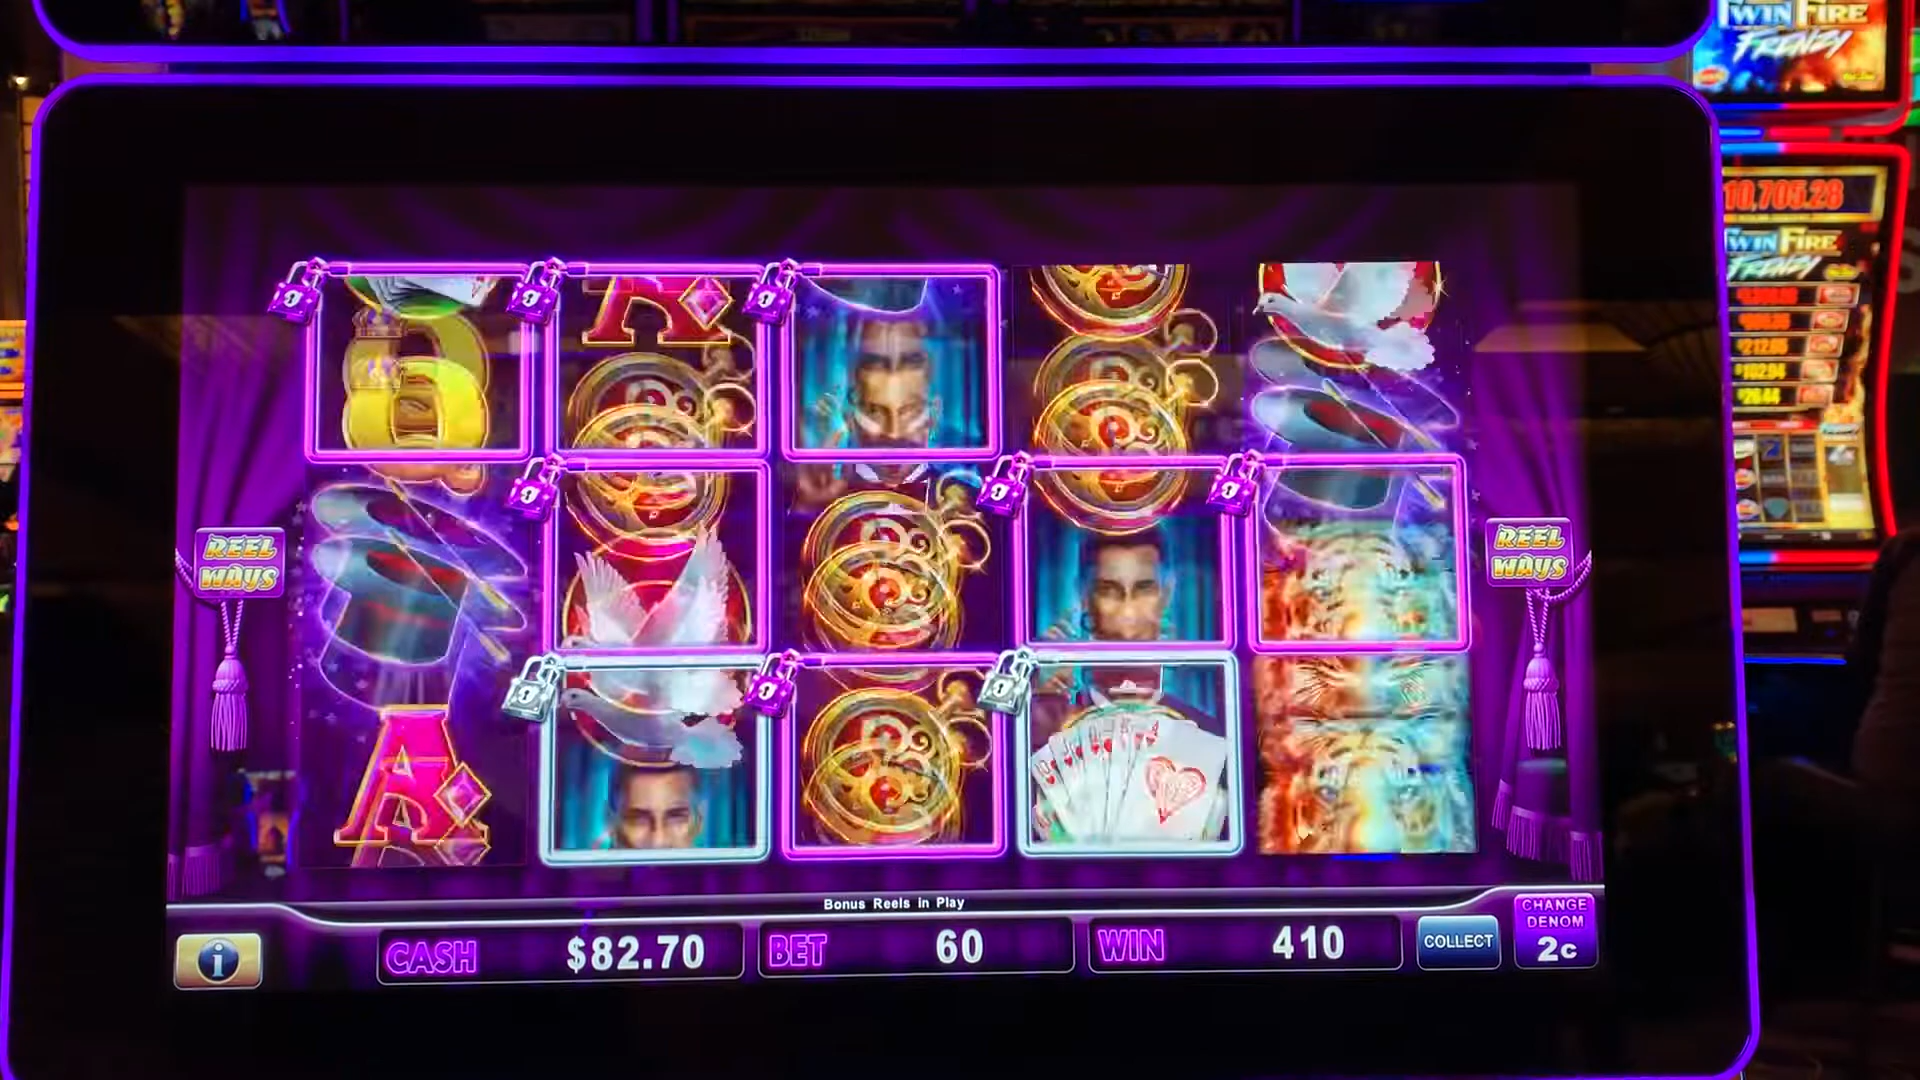 TWIN FIRE
FRENZY
10,705.28
TWIN FIRE
FRENZY
Q
A
REEL
WAYS
REEL
WAYS
A
Bonus Reels in Play
CASH $82.70
BET 60
WIN 410
COLLECT
CHANGE
DENOM
2c